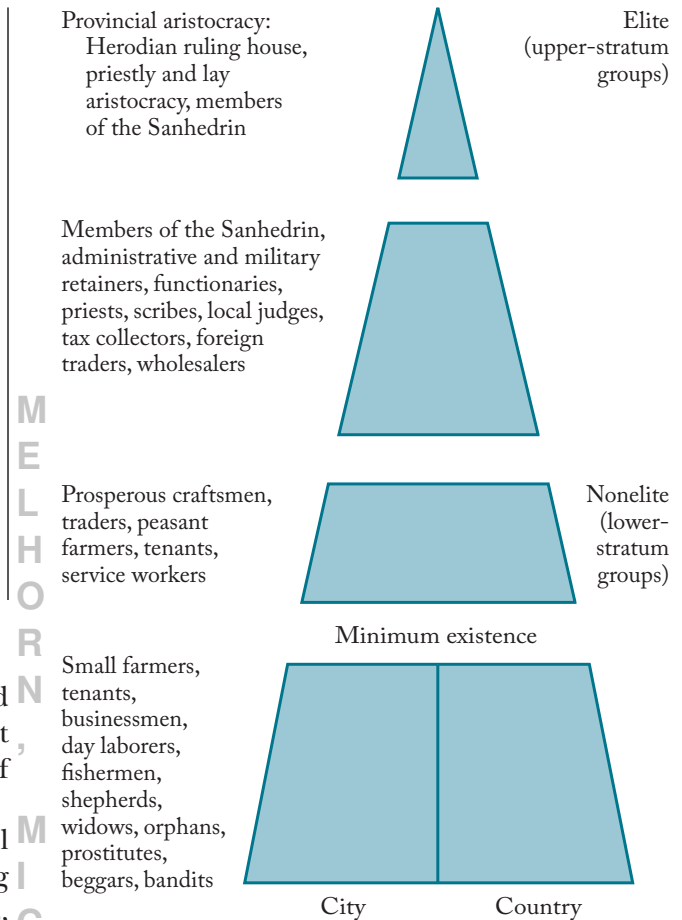 Provincial aristocracy:
Herodian ruling house,
priestly and lay
aristocracy, members
of the Sanhedrin
Elite
(upper-stratum
groups)
Members of the Sanhedrin,
administrative and military
retainers, functionaries,
priests, scribes, local judges,
tax collectors, foreign
traders, wholesalers
Prosperous craftsmen,
traders, peasant
farmers, tenants,
service workers
Nonelite
(lower-
stratum
groups)
Minimum existence
Small farmers,
tenants,
businessmen,
day laborers,
fishermen,
shepherds,
widows, orphans,
prostitutes,
beggars, bandits
City
Country
MELHORN, MIC